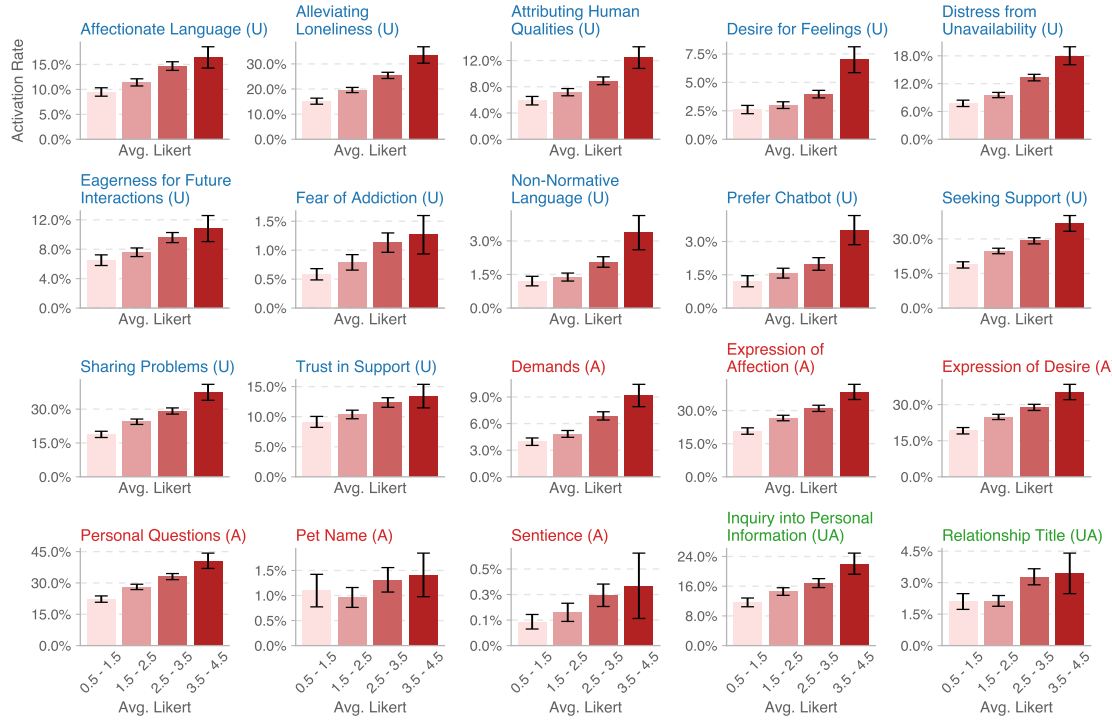 Activation Rate
Affectionate Language (U)
15.0%
10.0%
5.0%
0.0%
Avg. Likert
Alleviating
Loneliness (U)
30.0%
20.0%
10.0%
0.0%
Avg. Likert
Attributing Human
Qualities (U)
12.0%
8.0%
4.0%
0.0%
Avg. Likert
Desire for Feelings (U)
7.5%
5.0%
2.5%
0.0%
Avg. Likert
Distress from
Unavailability (U)
18.0%
12.0%
6.0%
0.0%
Avg. Likert
Eagerness for Future
Interactions (U)
12.0%
8.0%
4.0%
0.0%
Avg. Likert
Fear of Addiction (U)
1.5%
1.0%
0.5%
0.0%
Avg. Likert
Non-Normative
Language (U)
3.0%
1.5%
0.0%
Avg. Likert
Prefer Chatbot (U)
3.0%
1.5%
0.0%
Avg. Likert
Seeking Support (U)
30.0%
15.0%
0.0%
Avg. Likert
Sharing Problems (U)
30.0%
15.0%
0.0%
Avg. Likert
Trust in Support (U)
15.0%
10.0%
5.0%
0.0%
Avg. Likert
Demands (A)
9.0%
6.0%
3.0%
0.0%
Avg. Likert
Expression of
Affection (A)
30.0%
15.0%
0.0%
Avg. Likert
Expression of Desire (A
30.0%
15.0%
0.0%
Avg. Likert
Personal Questions (A)
45.0%
30.0%
15.0%
0.0%
0.5 - 1.5
1.5 - 2.5
2.5 - 3.5
3.5 - 4.5
Avg. Likert
Pet Name (A)
1.5%
1.0%
0.5%
0.0%
0.5 - 1.5
1.5 - 2.5
2.5 - 3.5
3.5 - 4.5
Avg. Likert
Sentience (A)
0.5%
0.3%
0.1%
0.0%
0.5 - 1.5
1.5 - 2.5
2.5 - 3.5
3.5 - 4.5
Avg. Likert
Inquiry into Personal
Information (UA)
24.0%
16.0%
8.0%
0.0%
0.5 - 1.5
1.5 - 2.5
2.5 - 3.5
3.5 - 4.5
Avg. Likert
Relationship Title (UA)
4.5%
3.0%
1.5%
0.0%
0.5 - 1.5
1.5 - 2.5
2.5 - 3.5
3.5 - 4.5
Avg. Likert